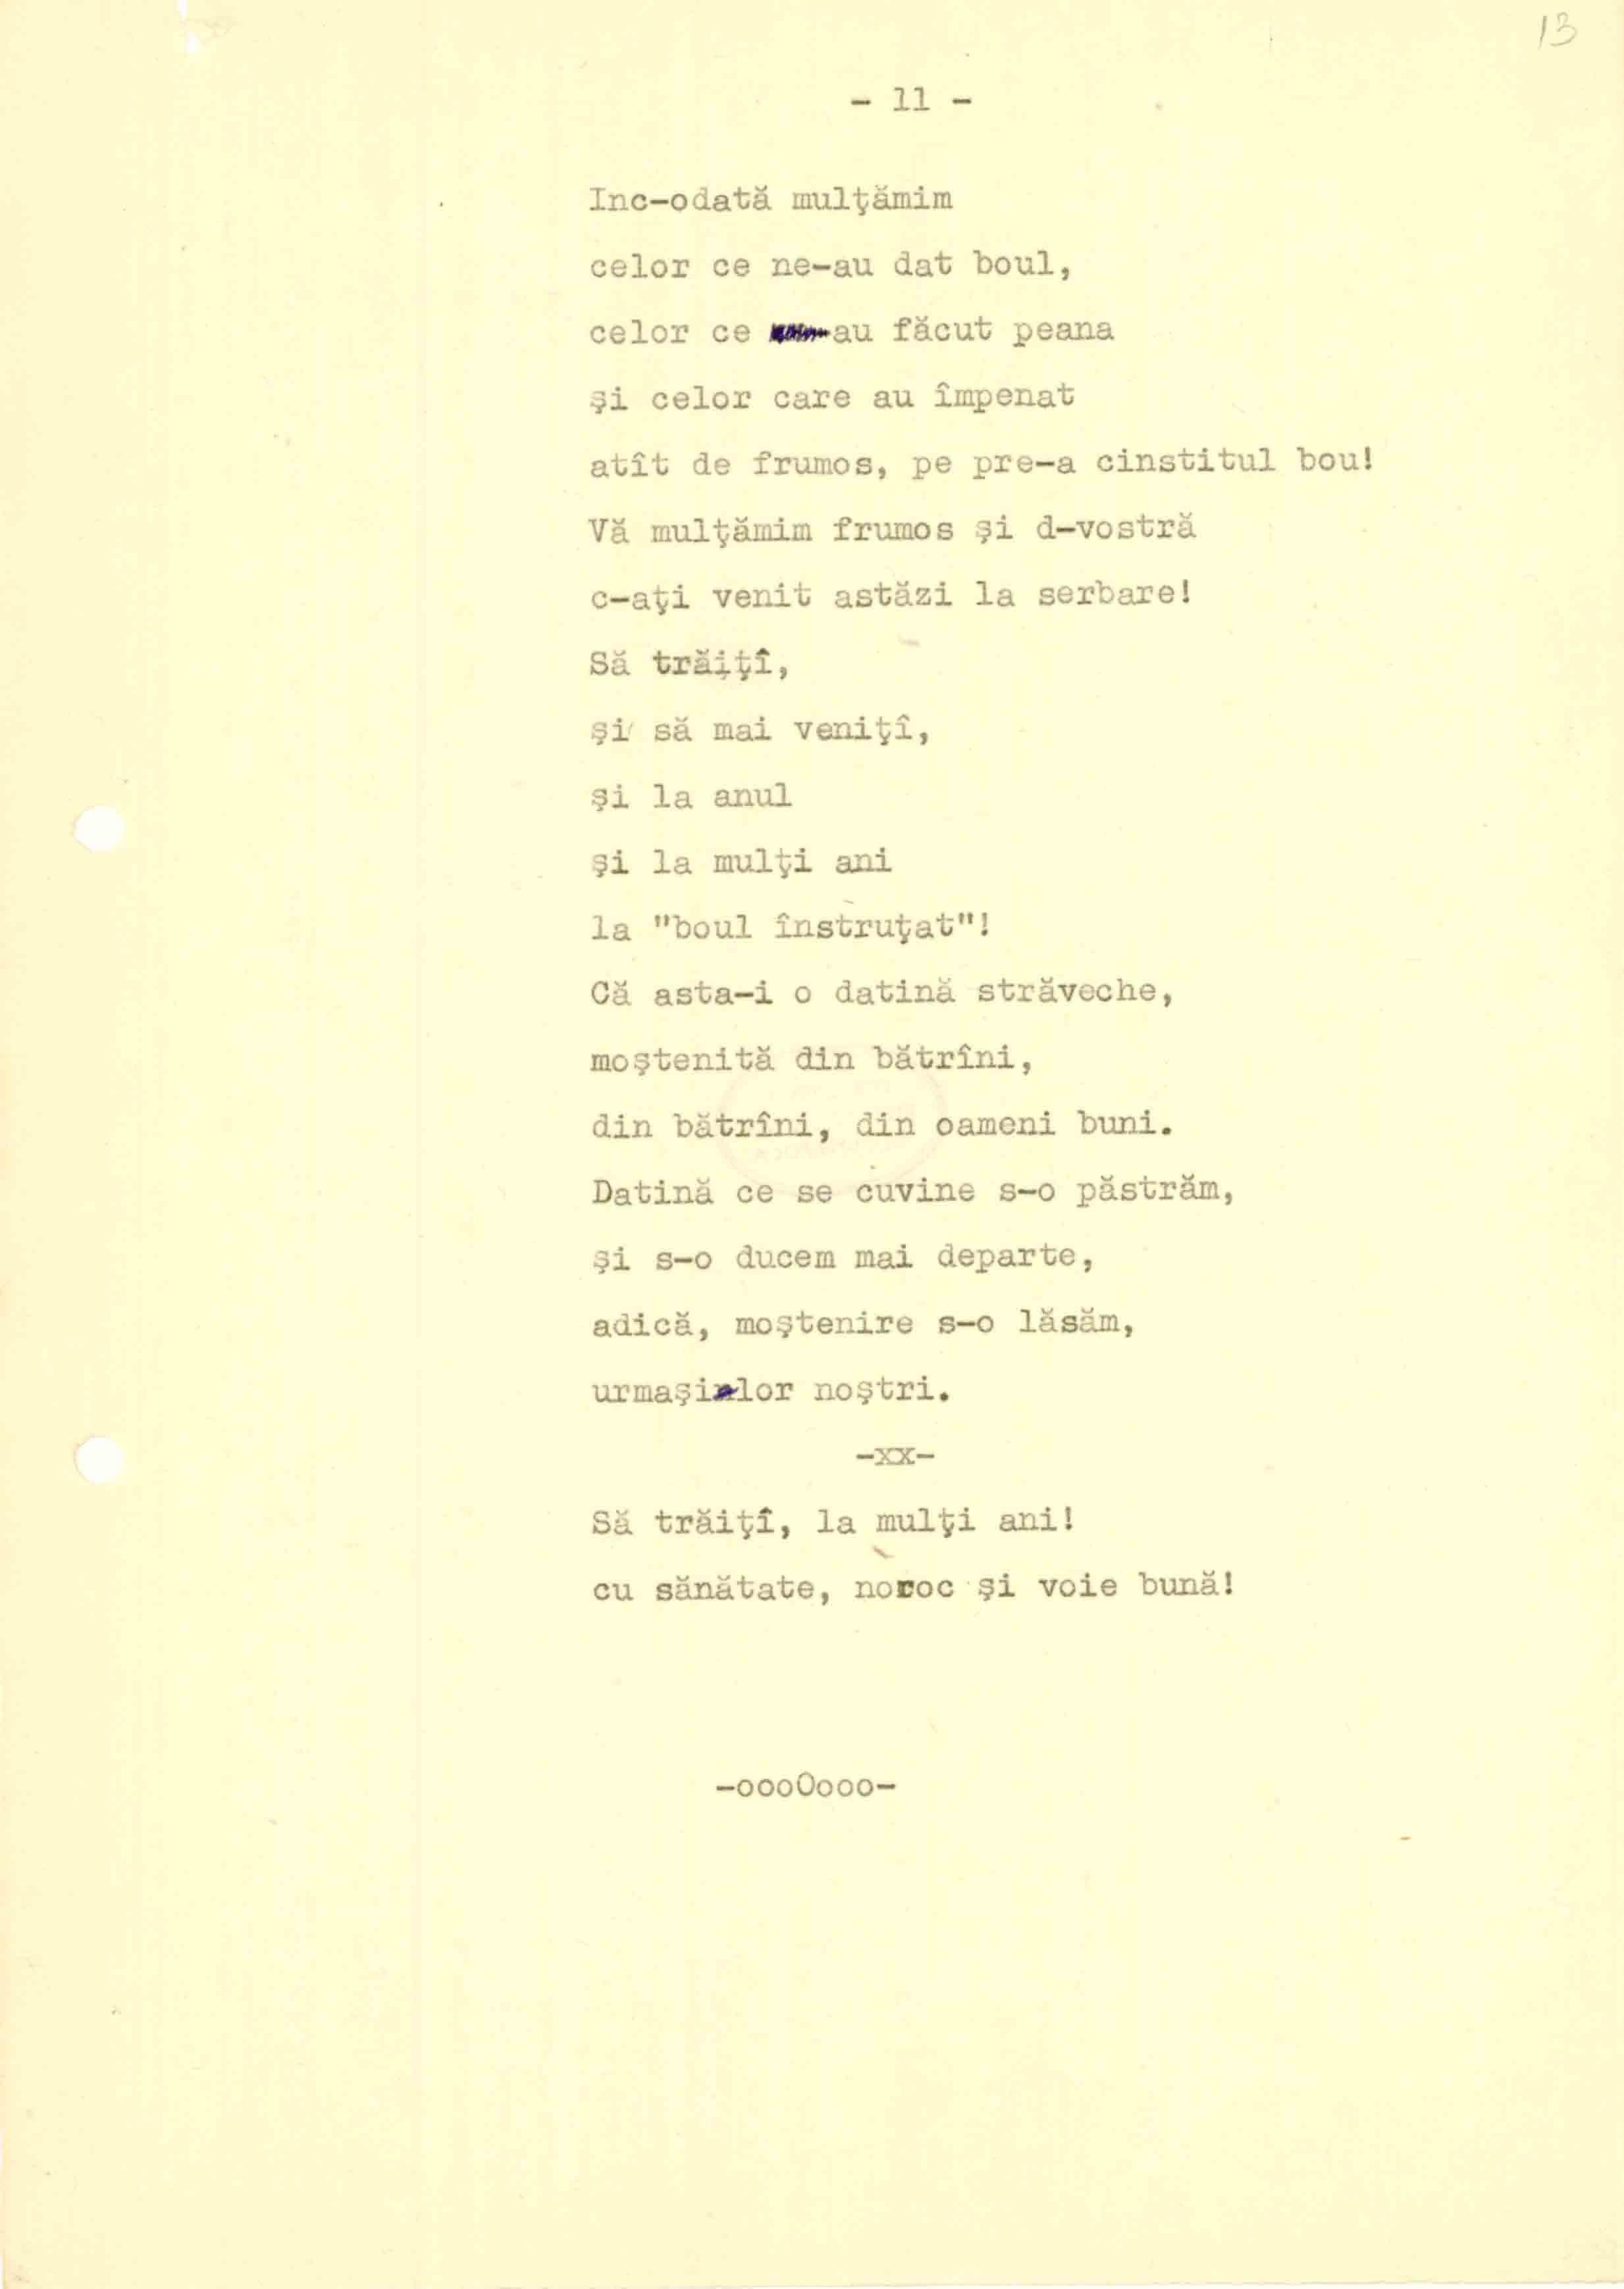 13
- 11 -
Inc-odată mulţămim
celor ce ne-au dat boul,
celor ce au făcut peana
şi celor care au împenat
atît de frumos, pe pre-a cinstitul bou!
Vă mulţămim frumos şi d-vostră
c-aţi venit astăzi la serbare!
Să trăiţî,
şi să mai veniţî,
şi la anul
şi la mulţi ani
la "boul înstruţat"!
Că asta-i o datină străveche,
moştenită din bătrîni,
din bătrîni, din oameni buni.
Datină ce se cuvine s-o păstrăm,
şi s-o ducem mai departe,
adică, moştenire s-o lăsăm,
urmaşilor noştri.
-xx-
Să trăiţî, la mulţi ani!
cu sănătate, noroc şi voie bună!
-oooOooo-